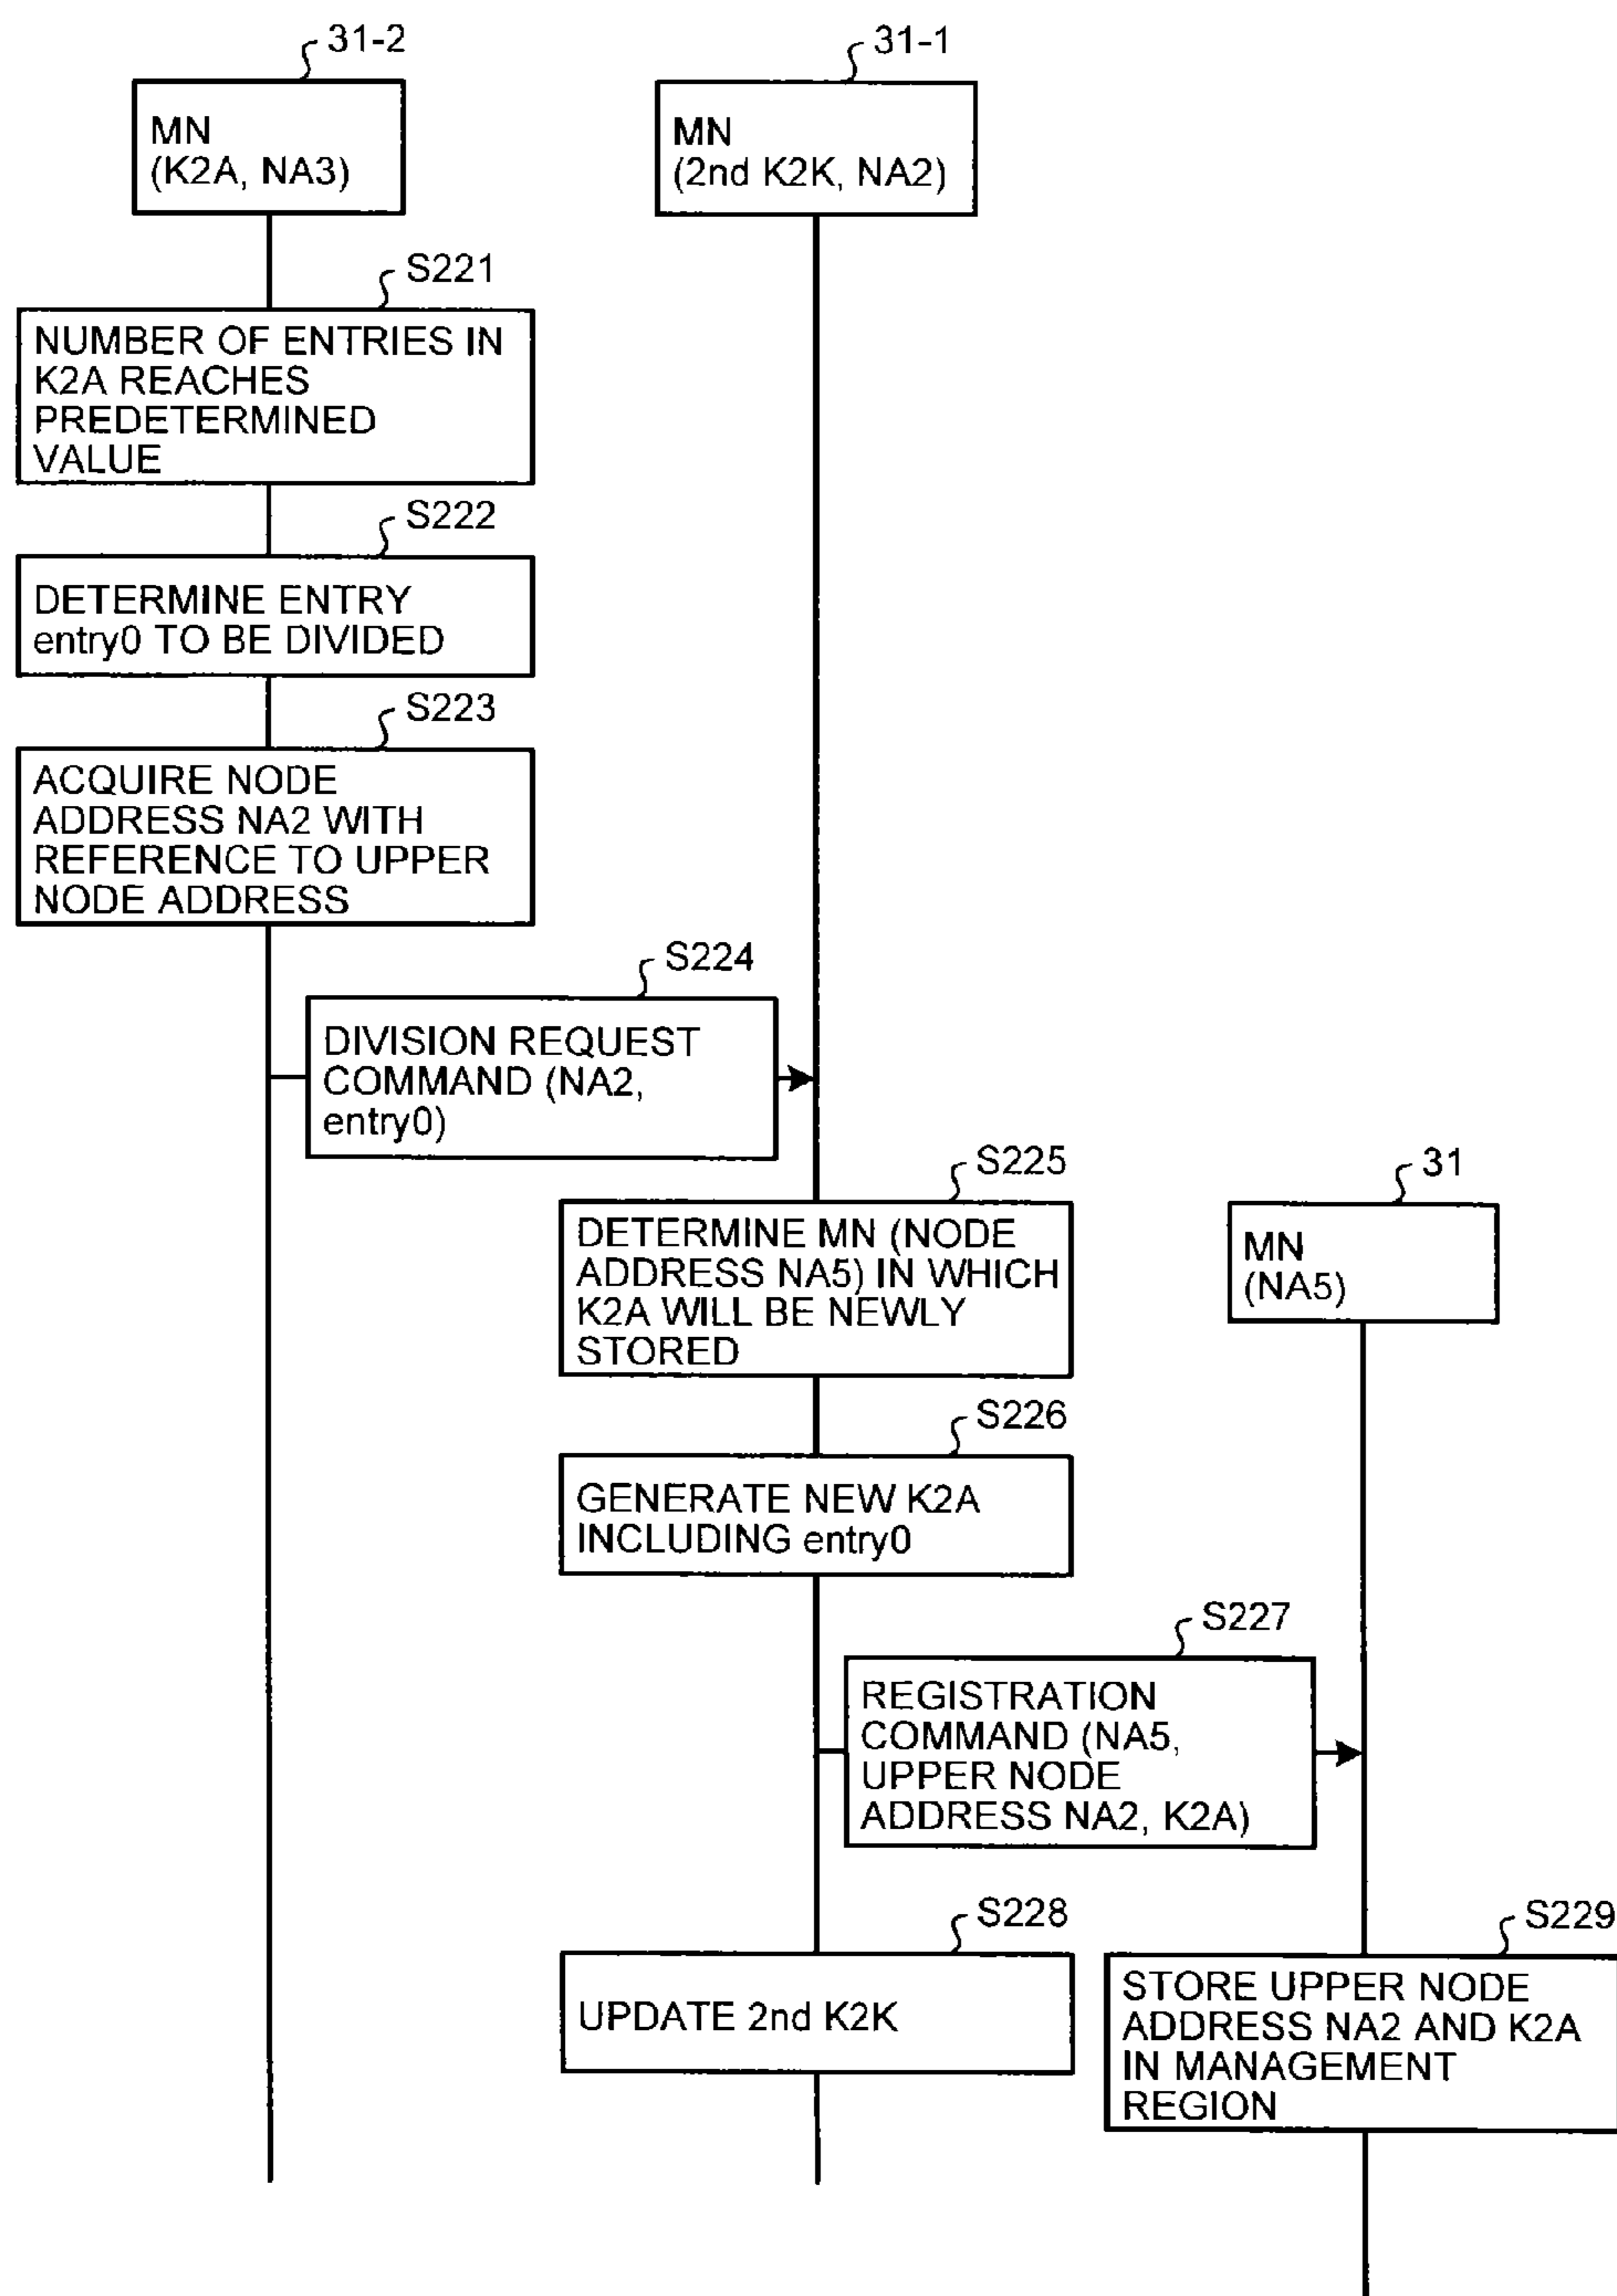 31-2
31-1
MN
(K2A, NA3)
MN
(2nd K2K, NA2)
S221
NUMBER OF ENTRIES IN
K2A REACHES
PREDETERMINED
VALUE
S222
DETERMINE ENTRY
entry0 TO BE DIVIDED
S223
ACQUIRE NODE
ADDRESS NA2 WITH
REFERENCE TO UPPER
NODE ADDRESS
S224
DIVISION REQUEST
COMMAND (NA2,
entry0)
S225
31
DETERMINE MN (NODE
ADDRESS NA5) IN WHICH
K2A WILL BE NEWLY
STORED
MN
(NA5)
S226
GENERATE NEW K2A
INCLUDING entry0
S227
REGISTRATION
COMMAND (NA5,
UPPER NODE
ADDRESS NA2, K2A)
S228
S229
UPDATE 2nd K2K
STORE UPPER NODE
ADDRESS NA2 AND K2A
IN MANAGEMENT
REGION